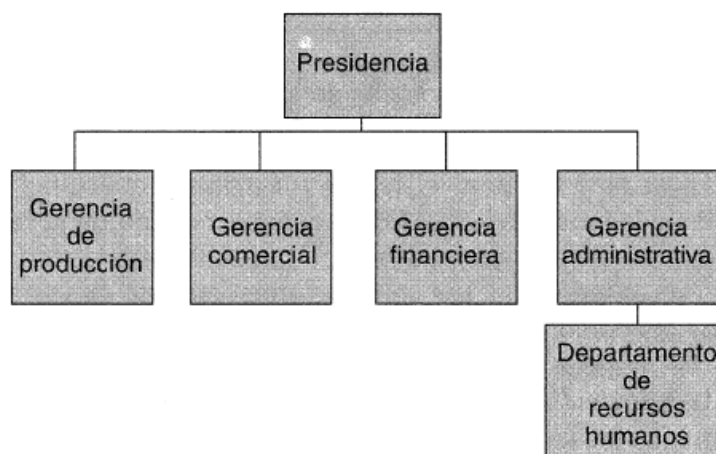 Presidencia
Gerencia
de
producción
Gerencia
comercial
Gerencia
financiera
Gerencia
administrativa
Departamento
de
recursos
humanos